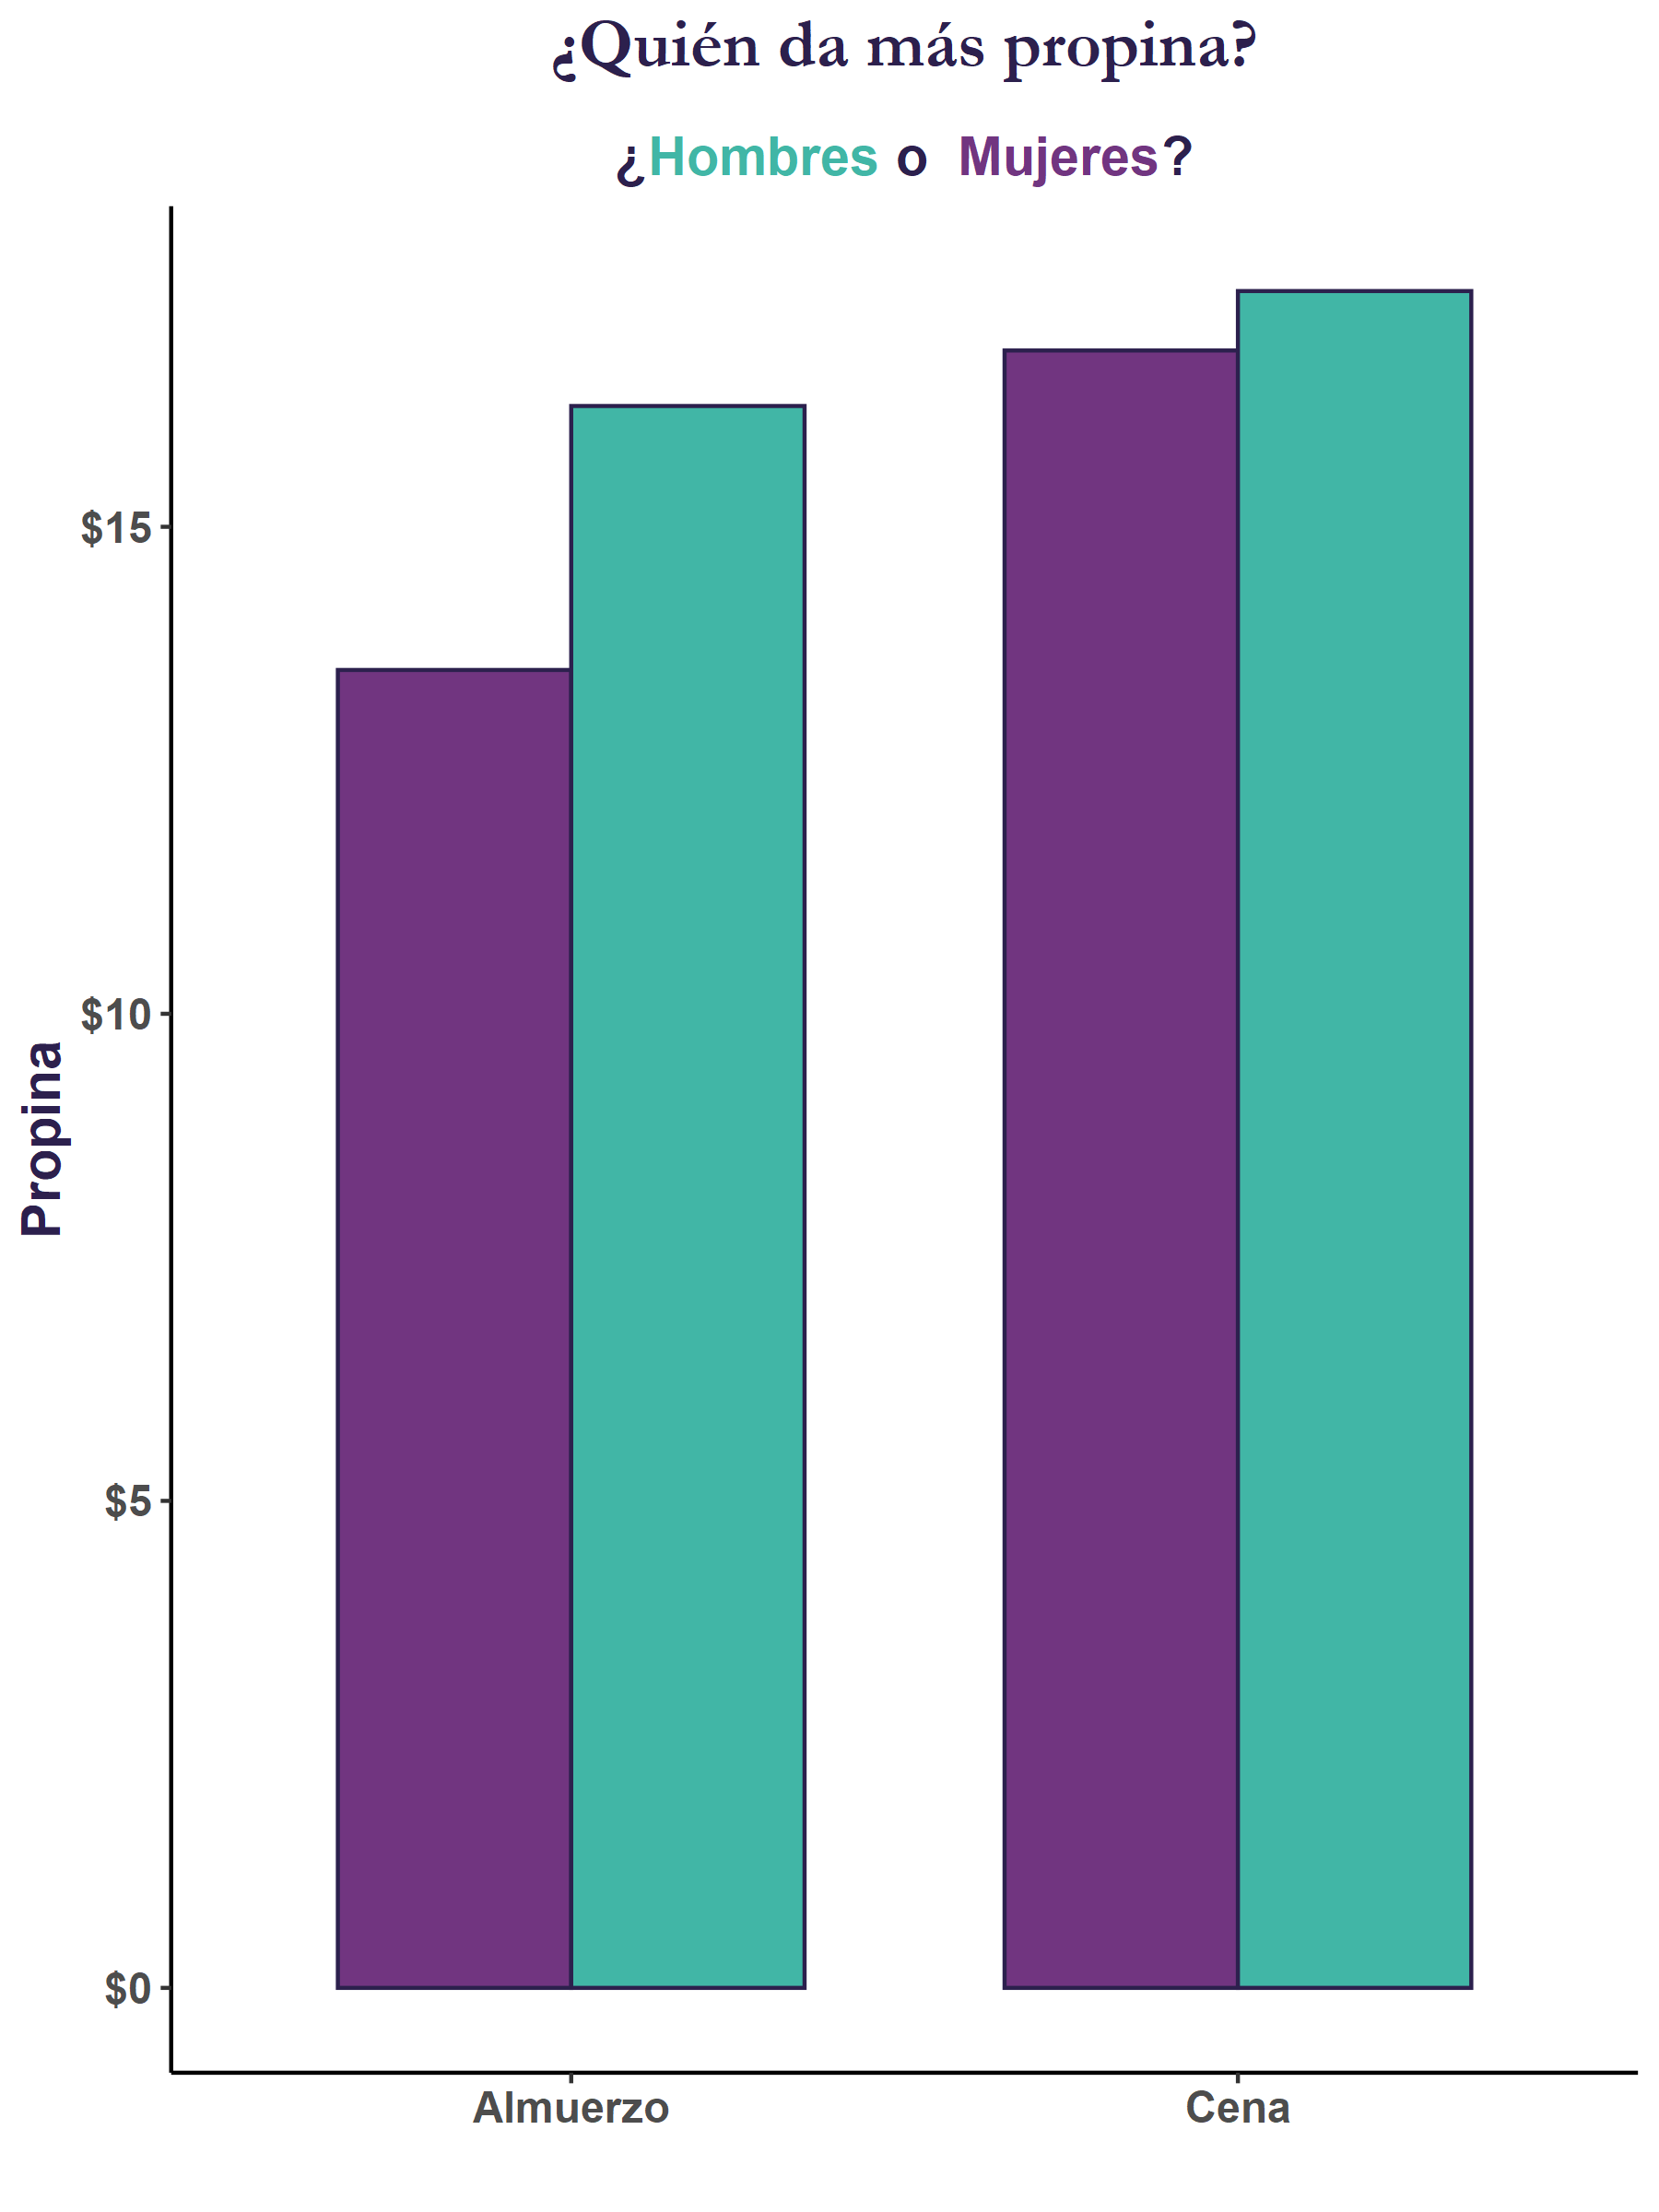 ¿Quién da más propina?
¿Hombres o Mujeres?
$15
$10
$5
$0
Propina
Almuerzo
Cena